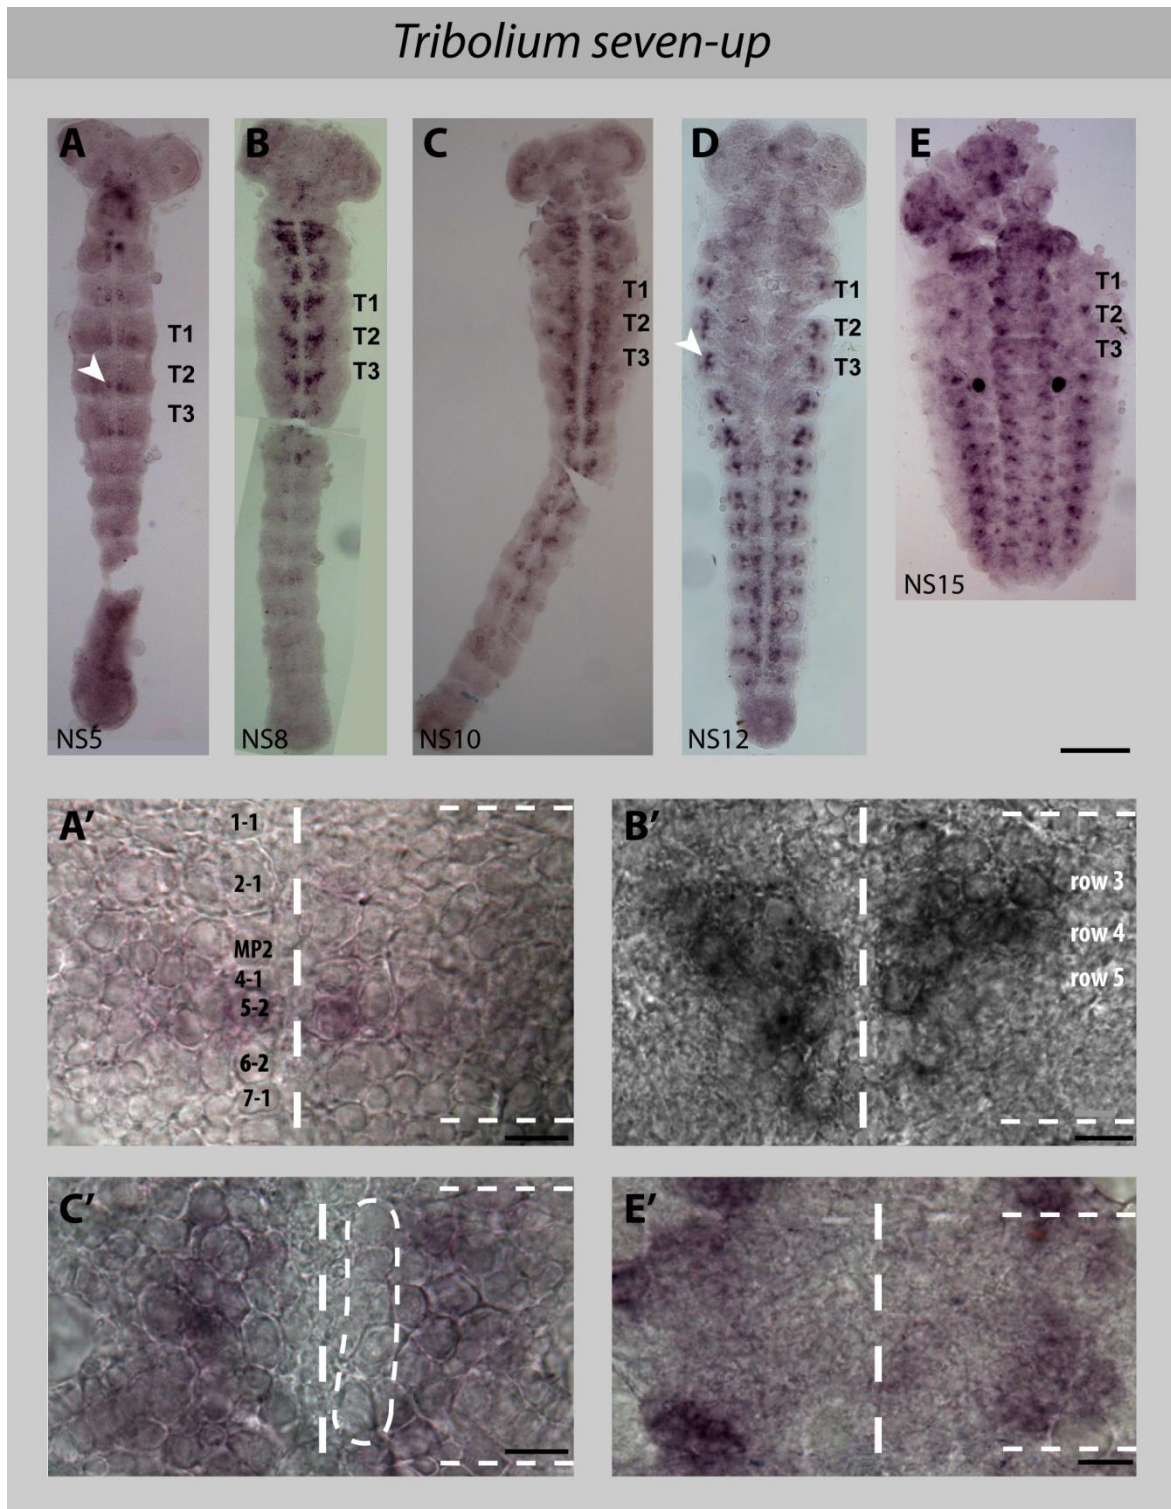 Tribolium seven-up
A
B
C
D
E
T1
T2
T3
T1
T2
T3
T1
T2
T3
T1
T2
T3
T1
T2
T3
NS5
NS8
NS10
NS12
NS15
A′
1-1
2-1
MP2
4-1
5-2
6-2
7-1
B′
row 3
row 4
row 5
C′
E′